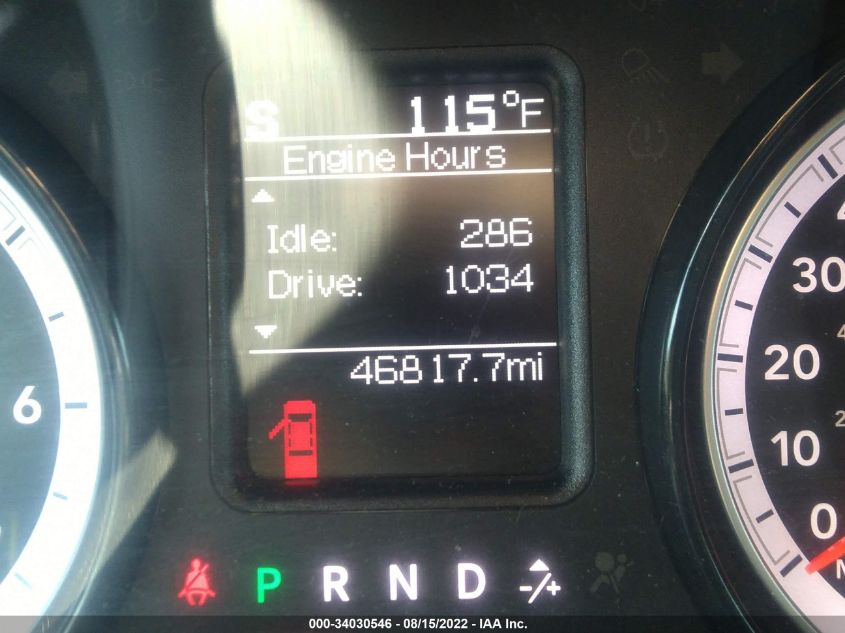 S 115°F
Engine Hours
Idle: 286
Drive: 1034
46817.7mi
6
30
20
10
0
P R N D -/+
000-34030546 - 08/15/2022 - IAA Inc.